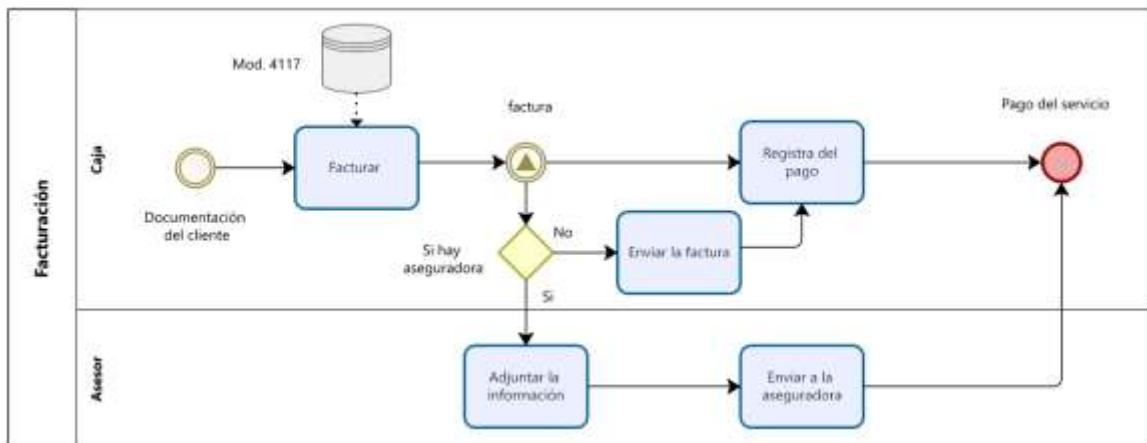 Facturación
Caja
Mod. 4117
Facturar
factura
Pago del servicio
Registra del
pago
Documentación
del cliente
Si hay
aseguradora
No
Enviar la factura
Si
Asesor
Adjuntar la
información
Enviar a la
aseguradora